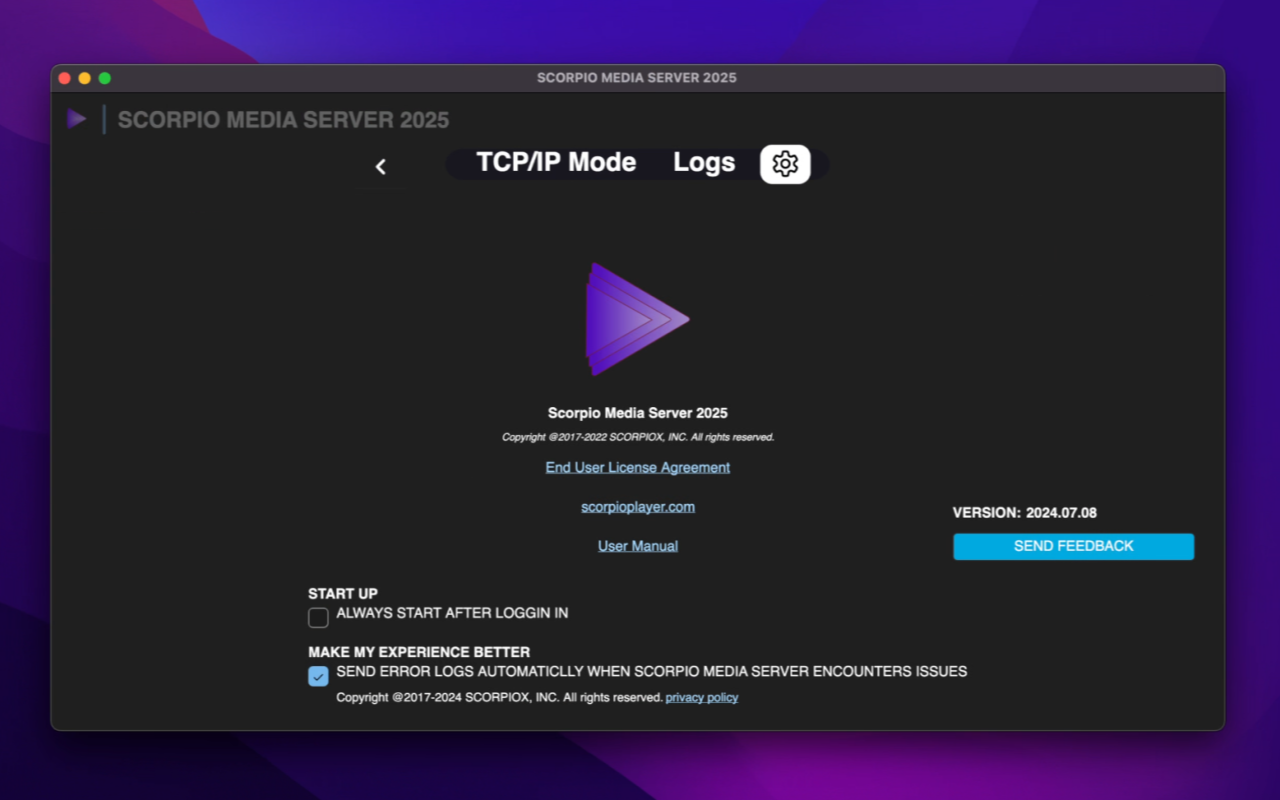 SCORPIO MEDIA SERVER 2025
SCORPIO MEDIA SERVER 2025
TCP/IP Mode Logs
Scorpio Media Server 2025
Copyright @2017-2022 SCORPIOX, INC. All rights reserved.
End User License Agreement
scorpioplayer.com
User Manual
VERSION: 2024.07.08
SEND FEEDBACK
START UP
ALWAYS START AFTER LOGGIN IN
MAKE MY EXPERIENCE BETTER
SEND ERROR LOGS AUTOMATICLLY WHEN SCORPIO MEDIA SERVER ENCOUNTERS ISSUES
Copyright @2017-2024 SCORPIOX, INC. All rights reserved. privacy policy